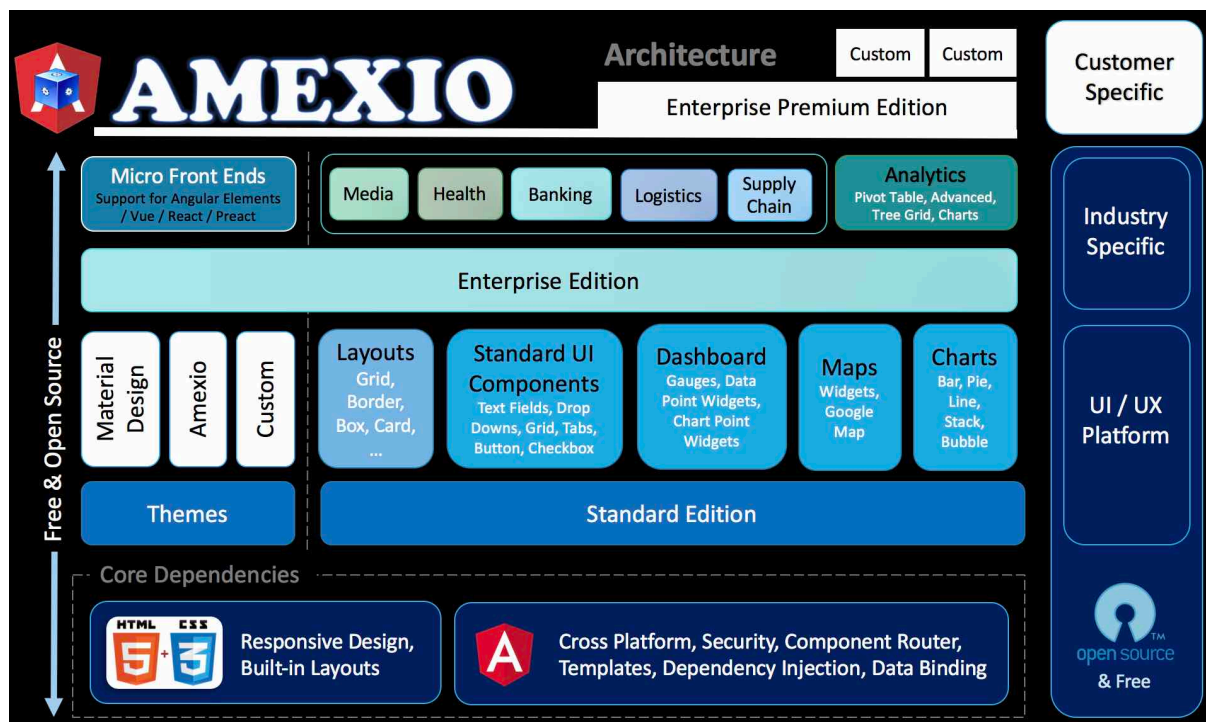 AMEXIO
Architecture
Custom
Custom
Enterprise Premium Edition
Customer
Specific
Free & Open Source
Micro Front Ends
Support for Angular Elements
/ Vue / React / Preact
Media
Health
Banking
Logistics
Supply
Chain
Analytics
Pivot Table, Advanced,
Tree Grid, Charts
Industry
Specific
Enterprise Edition
Material
Design
Amexio
Custom
Layouts
Grid,
Border,
Box, Card,
...
Standard UI
Components
Text Fields, Drop
Downs, Grid, Tabs,
Button, Checkbox
Dashboard
Gauges, Data
Point Widgets,
Chart Point
Widgets
Maps
Widgets,
Google
Map
Charts
Bar, Pie,
Line,
Stack,
Bubble
UI / UX
Platform
Themes
Standard Edition
Core Dependencies
HTML
5
+
CSS
3
Responsive Design,
Built-in Layouts
A
Cross Platform, Security, Component Router,
Templates, Dependency Injection, Data Binding
TM
open source
& Free